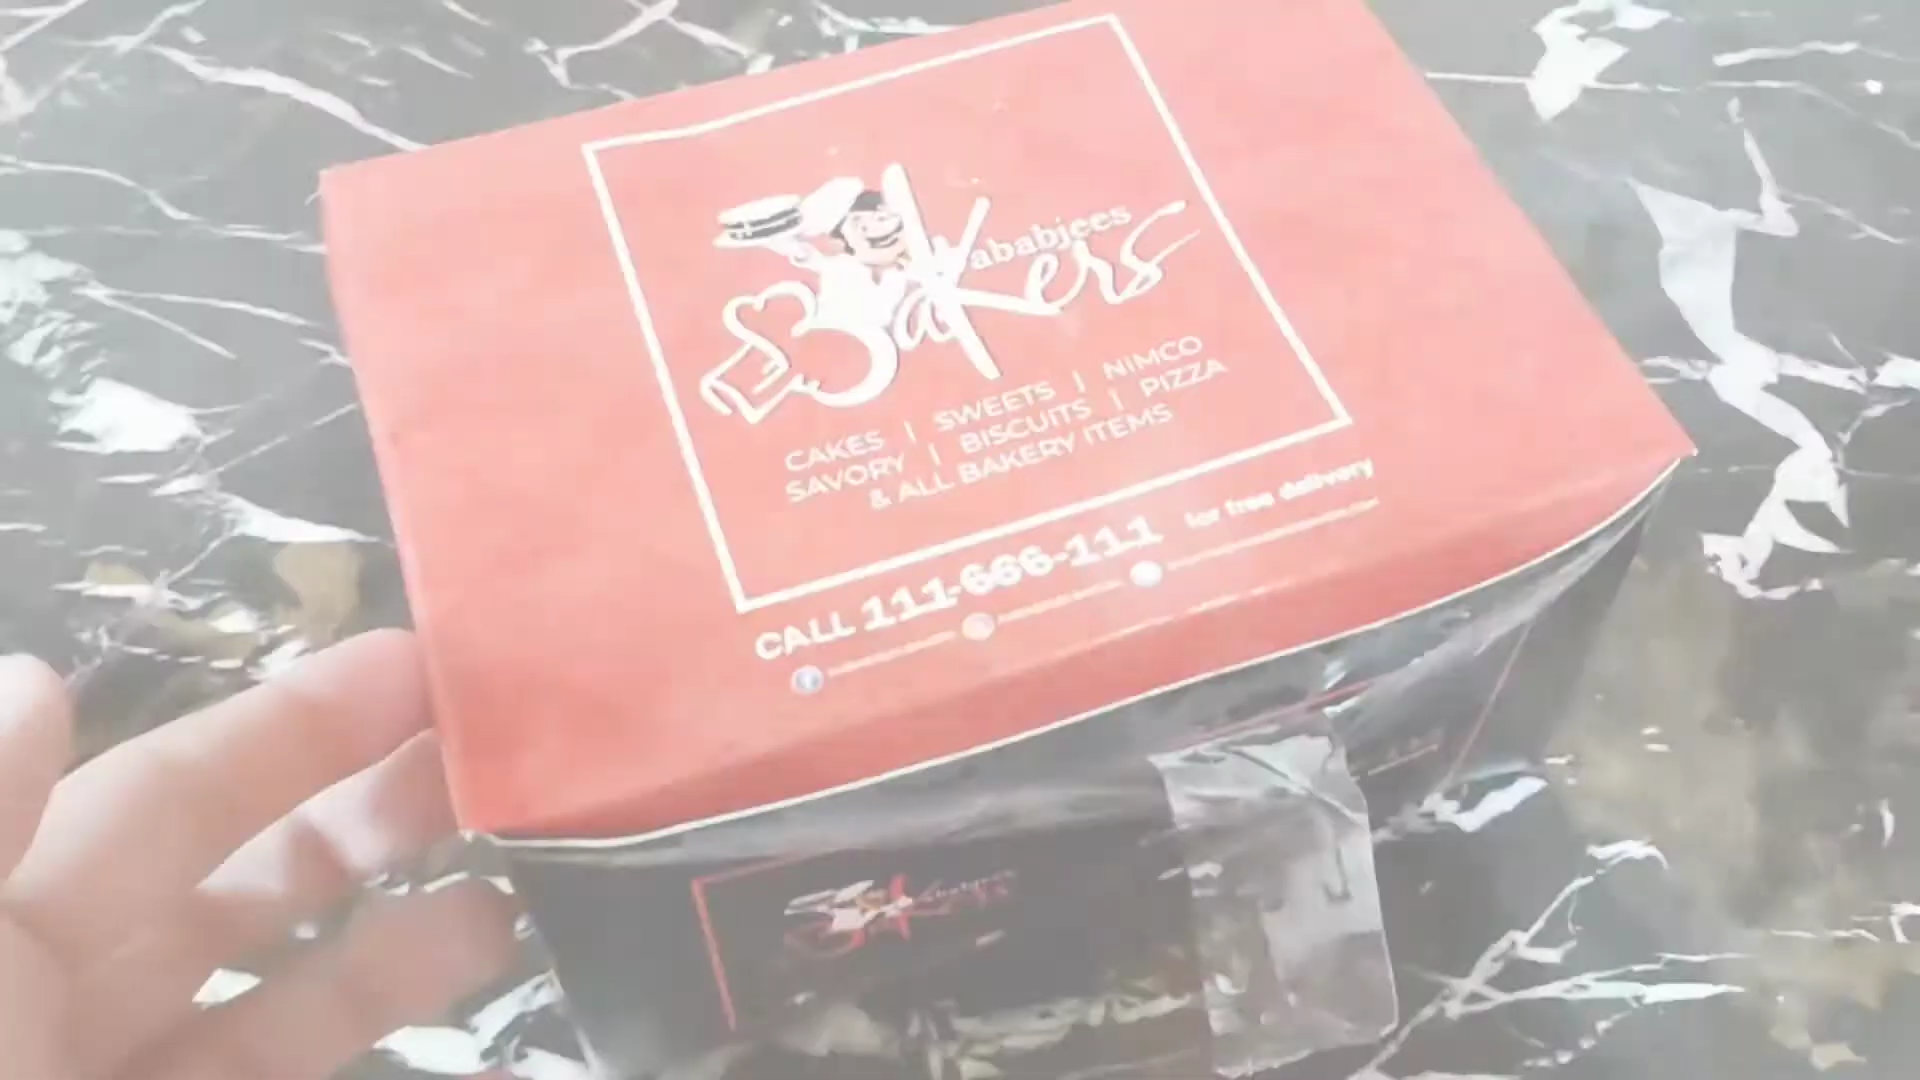 Kababjees
Bakers
CAKES | SWEETS | NIMCO
SAVORY | BISCUITS | PIZZA
& ALL BAKERY ITEMS
CALL 111-666-111 for free delivery